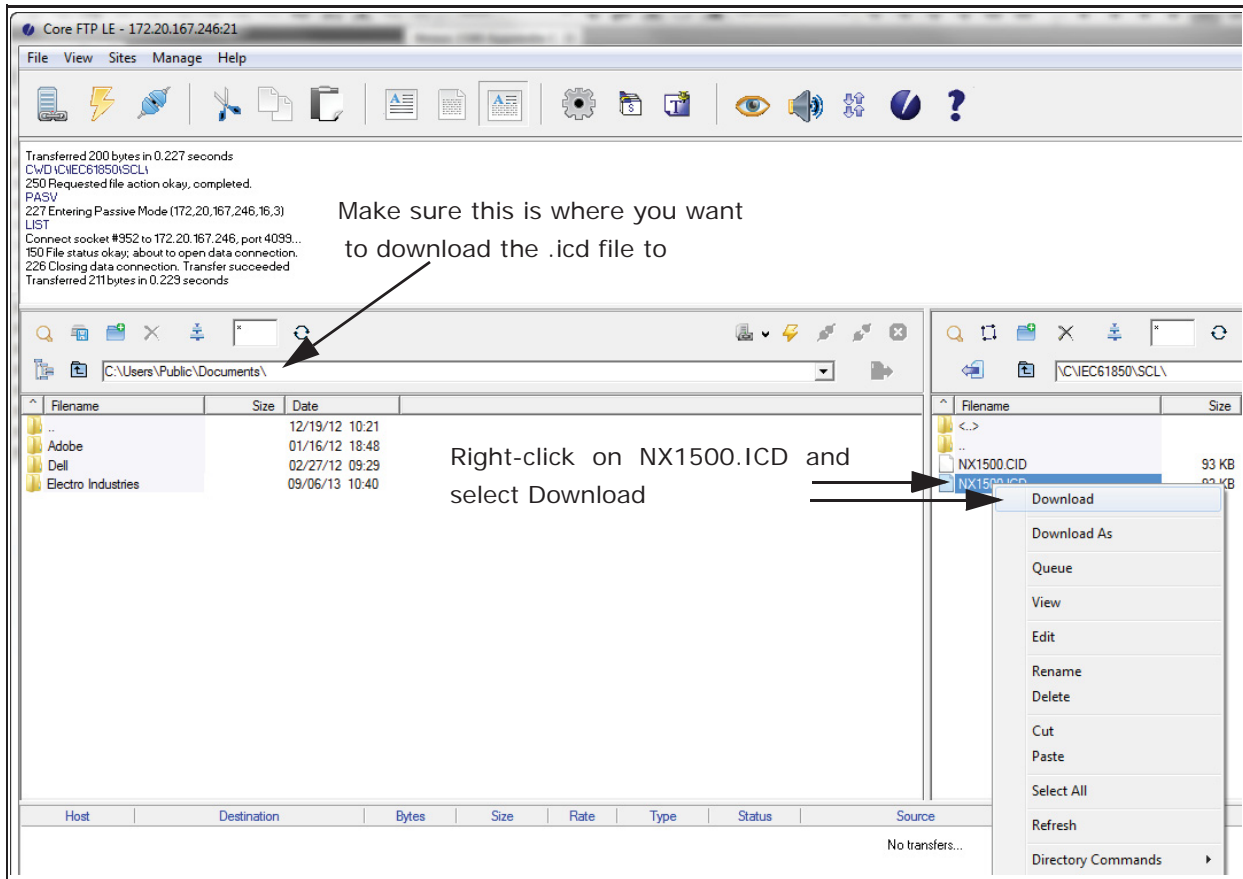 Core FTP LE - 172.20.167.246:21
File View Sites Manage Help
Transferred 200 bytes in 0.227 seconds
CWD \C\IEC61850\SCL\
250 Requested file action okay, completed.
PASV
227 Entering Passive Mode (172,20,167,246,16,3)
LIST
Connect socket #952 to 172.20.167.246, port 4099...
150 File status okay; about to open data connection.
226 Closing data connection. Transfer succeeded
Transferred 211 bytes in 0.229 seconds
Make sure this is where you want
to download the .icd file to
*
*
C:\Users\Public\Documents\
\C\IEC61850\SCL\
^ Filename Size Date
.. 12/19/12 10:21
Adobe 01/16/12 18:48
Dell 02/27/12 09:29
Electro Industries 09/06/13 10:40
Right-click on NX1500.ICD and
select Download
^ Filename Size
<..>
..
NX1500.CID 93 KB
NX1500.ICD 93 KB
Download
Download As
Queue
View
Edit
Rename
Delete
Cut
Paste
Select All
Refresh
Directory Commands
Host Destination Bytes Size Rate Type Status Source
No transfers...